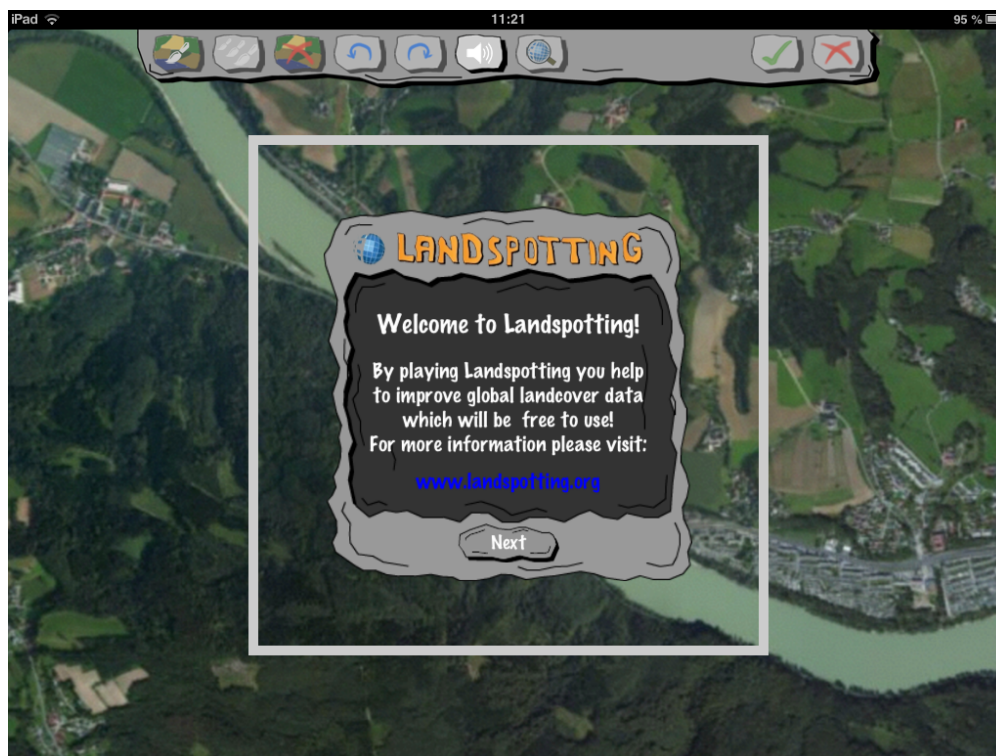 iPad 11:21 95 %
LANDSPOTTING
Welcome to Landspotting!
By playing Landspotting you help
to improve global landcover data
which will be free to use!
For more information please visit:
www.landspotting.org
Next